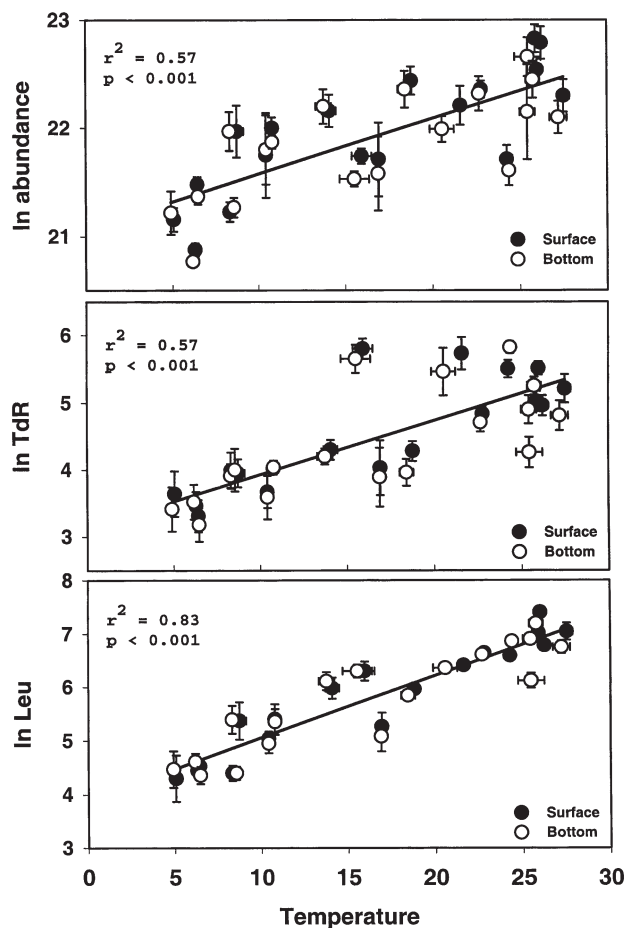 23
r² = 0.57
p < 0.001
22
ln abundance
21
Surface
Bottom
6
r² = 0.57
p < 0.001
5
ln TdR
4
3
Surface
Bottom
8
r² = 0.83
p < 0.001
7
6
ln Leu
5
4
Surface
Bottom
3
0 5 10 15 20 25 30
Temperature